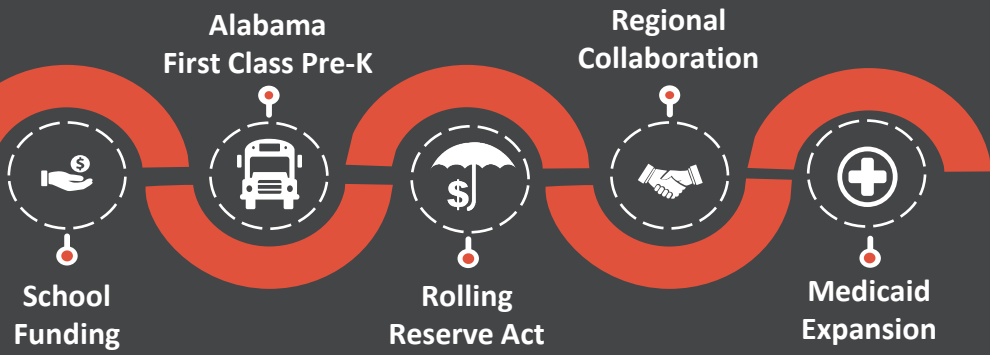 Alabama
First Class Pre-K
Regional
Collaboration
$
$
School
Funding
Rolling
Reserve Act
Medicaid
Expansion